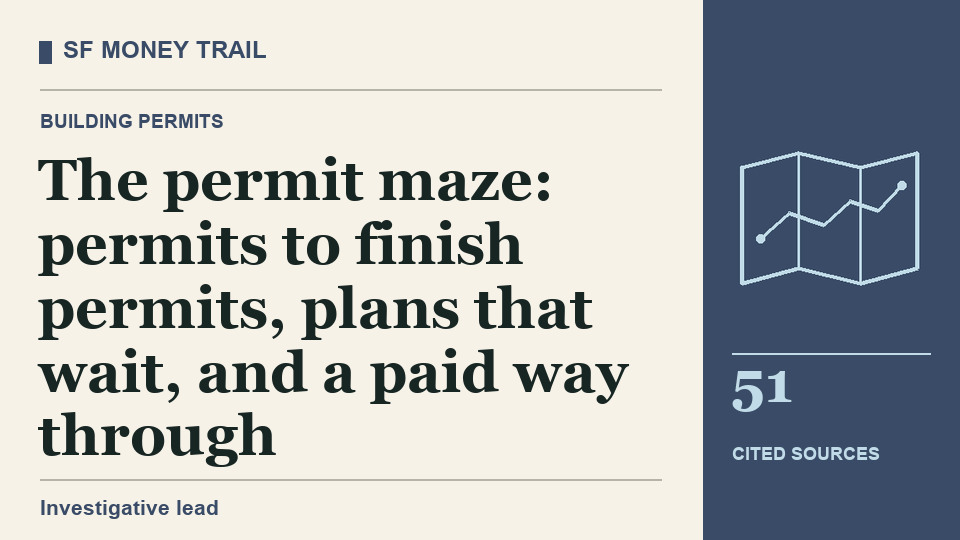 SF MONEY TRAIL
BUILDING PERMITS
The permit maze:
permits to finish
permits, plans that
wait, and a paid way
through
Investigative lead
51
CITED SOURCES